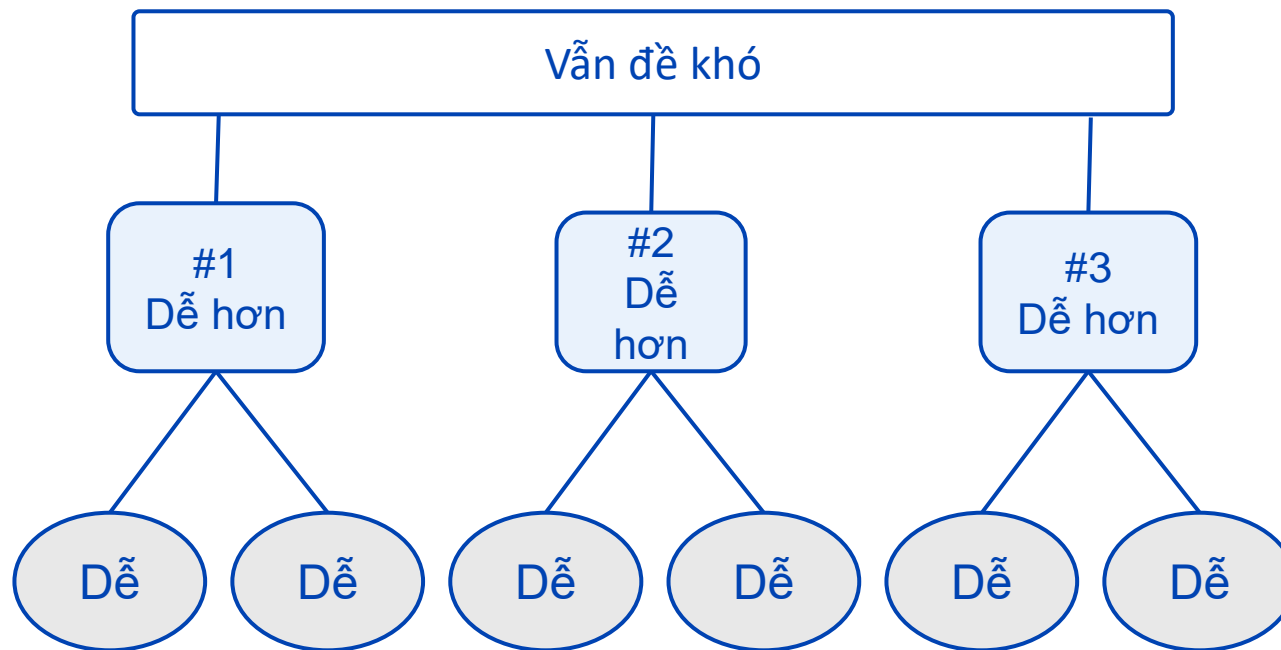 Vẫn đề khó
#1
Dễ hơn
#2
Dễ
hơn
#3
Dễ hơn
Dễ
Dễ
Dễ
Dễ
Dễ
Dễ